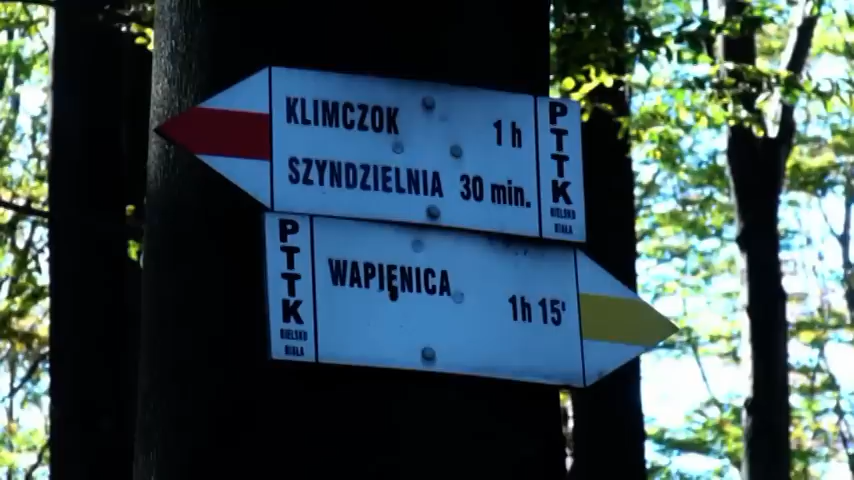 KLIMCZOK 1 h
SZYNDZIELNIA 30 min.
PTTK
BIELSKO
BIAŁA
PTTK
BIELSKO
BIAŁA
WAPIENICA
1h 15'